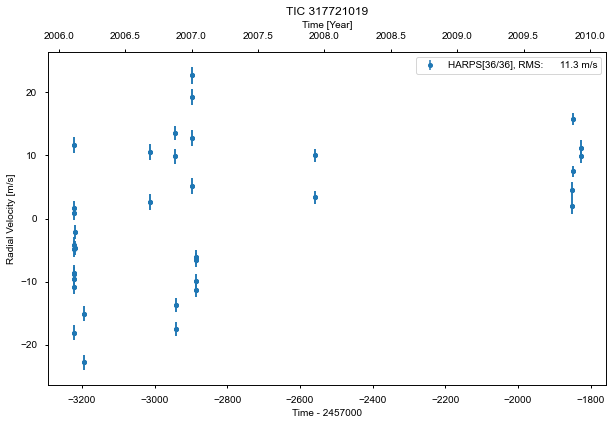 TIC 317721019
Time [Year]
2006.0 2006.5 2007.0 2007.5 2008.0 2008.5 2009.0 2009.5 2010.0
HARPS[36/36], RMS: 11.3 m/s
20
10
0
−10
−20
Radial Velocity [m/s]
−3200 −3000 −2800 −2600 −2400 −2200 −2000 −1800
Time - 2457000